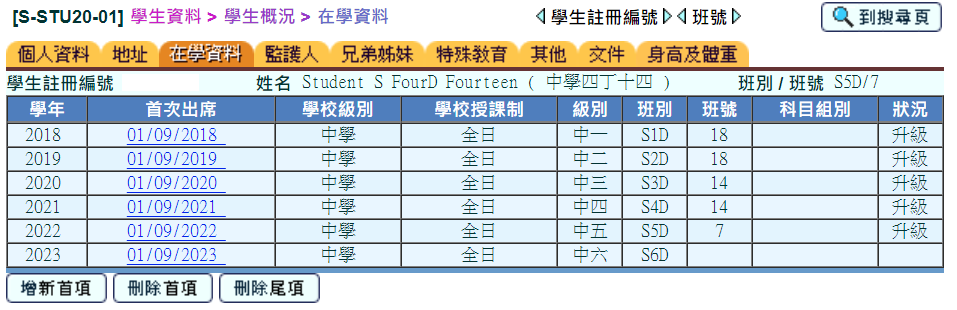 [S-STU20-01] 學生資料 > 學生概況 > 在學資料 學生註冊編號 班號 到搜尋頁
個人資料 地址 在學資料 監護人 兄弟姊妹 特殊教育 其他 文件 身高及體重
學生註冊編號 姓名 Student S FourD Fourteen ( 中學四丁十四 ) 班別 / 班號 S5D/7
學年 首次出席 學校級別 學校授課制 級別 班別 班號 科目組別 狀況
2018 01/09/2018 中學 全日 中一 S1D 18 升級
2019 01/09/2019 中學 全日 中二 S2D 18 升級
2020 01/09/2020 中學 全日 中三 S3D 14 升級
2021 01/09/2021 中學 全日 中四 S4D 14 升級
2022 01/09/2022 中學 全日 中五 S5D 7 升級
2023 01/09/2023 中學 全日 中六 S6D
增新首項 刪除首項 刪除尾項